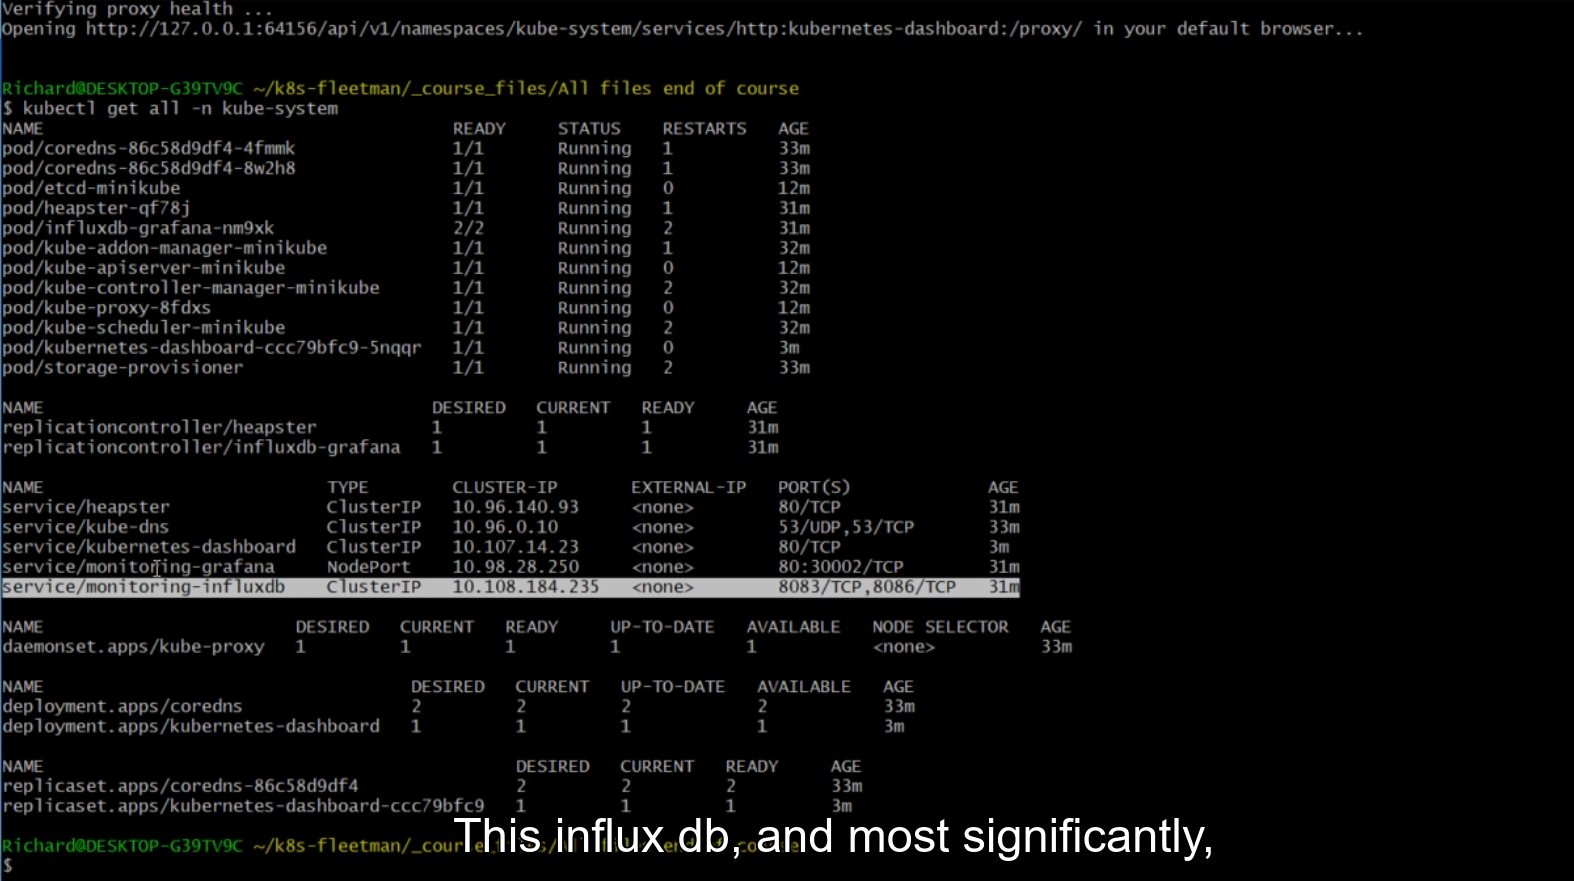 Verifying proxy health ...
Opening http://127.0.0.1:64156/api/v1/namespaces/kube-system/services/http:kubernetes-dashboard:/proxy/ in your default browser...
Richard@DESKTOP-G39TV9C ~/k8s-fleetman/_course_files/All files end of course
$ kubectl get all -n kube-system
NAME READY STATUS RESTARTS AGE
pod/coredns-86c58d9df4-4fmmk 1/1 Running 1 33m
pod/coredns-86c58d9df4-8w2h8 1/1 Running 1 33m
pod/etcd-minikube 1/1 Running 0 12m
pod/heapster-qf78j 1/1 Running 1 31m
pod/influxdb-grafana-nm9xk 2/2 Running 2 31m
pod/kube-addon-manager-minikube 1/1 Running 1 32m
pod/kube-apiserver-minikube 1/1 Running 0 12m
pod/kube-controller-manager-minikube 1/1 Running 2 32m
pod/kube-proxy-8fdxs 1/1 Running 0 12m
pod/kube-scheduler-minikube 1/1 Running 2 32m
pod/kubernetes-dashboard-ccc79bfc9-5nqqr 1/1 Running 0 3m
pod/storage-provisioner 1/1 Running 2 33m
NAME DESIRED CURRENT READY AGE
replicationcontroller/heapster 1 1 1 31m
replicationcontroller/influxdb-grafana 1 1 1 31m
NAME TYPE CLUSTER-IP EXTERNAL-IP PORT(S) AGE
service/heapster ClusterIP 10.96.140.93 <none> 80/TCP 31m
service/kube-dns ClusterIP 10.96.0.10 <none> 53/UDP,53/TCP 33m
service/kubernetes-dashboard ClusterIP 10.107.14.23 <none> 80/TCP 3m
service/monitoring-grafana NodePort 10.98.28.250 <none> 80:30002/TCP 31m
service/monitoring-influxdb ClusterIP 10.108.184.235 <none> 8083/TCP,8086/TCP 31m
NAME DESIRED CURRENT READY UP-TO-DATE AVAILABLE NODE SELECTOR AGE
daemonset.apps/kube-proxy 1 1 1 1 1 <none> 33m
NAME DESIRED CURRENT UP-TO-DATE AVAILABLE AGE
deployment.apps/coredns 2 2 2 2 33m
deployment.apps/kubernetes-dashboard 1 1 1 1 3m
NAME DESIRED CURRENT READY AGE
replicaset.apps/coredns-86c58d9df4 2 2 2 33m
replicaset.apps/kubernetes-dashboard-ccc79bfc9 1 1 1 3m
This influx db, and most significantly,
Richard@DESKTOP-G39TV9C ~/k8s-fleetman/_course_files/All files end of course
$